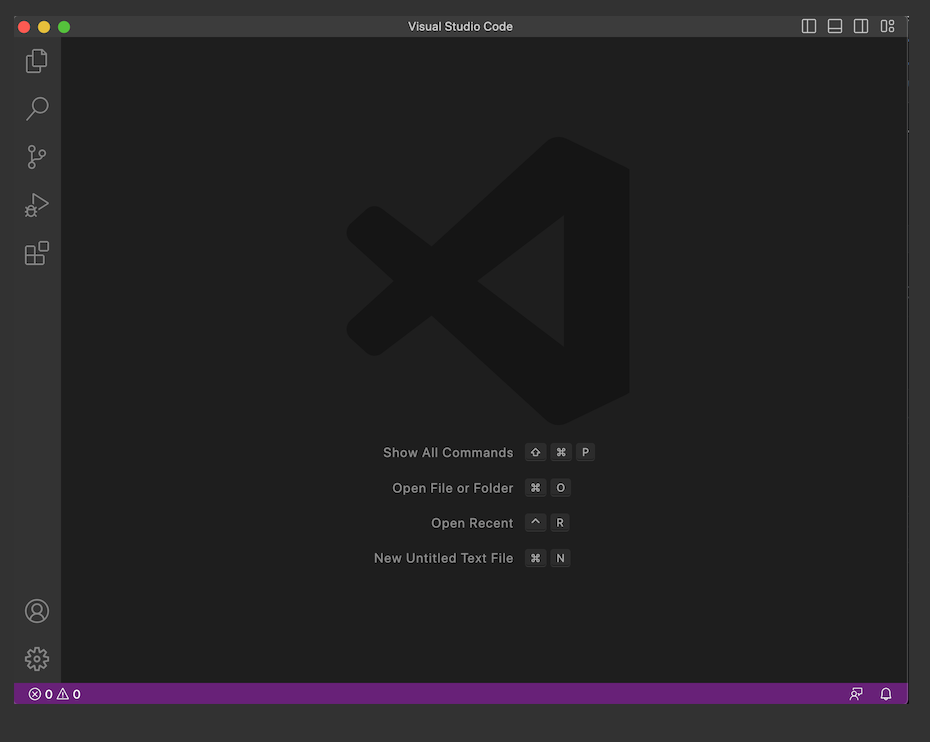 Visual Studio Code
Show All Commands ⇧ ⌘ P
Open File or Folder ⌘ O
Open Recent ^ R
New Untitled Text File ⌘ N
0 0